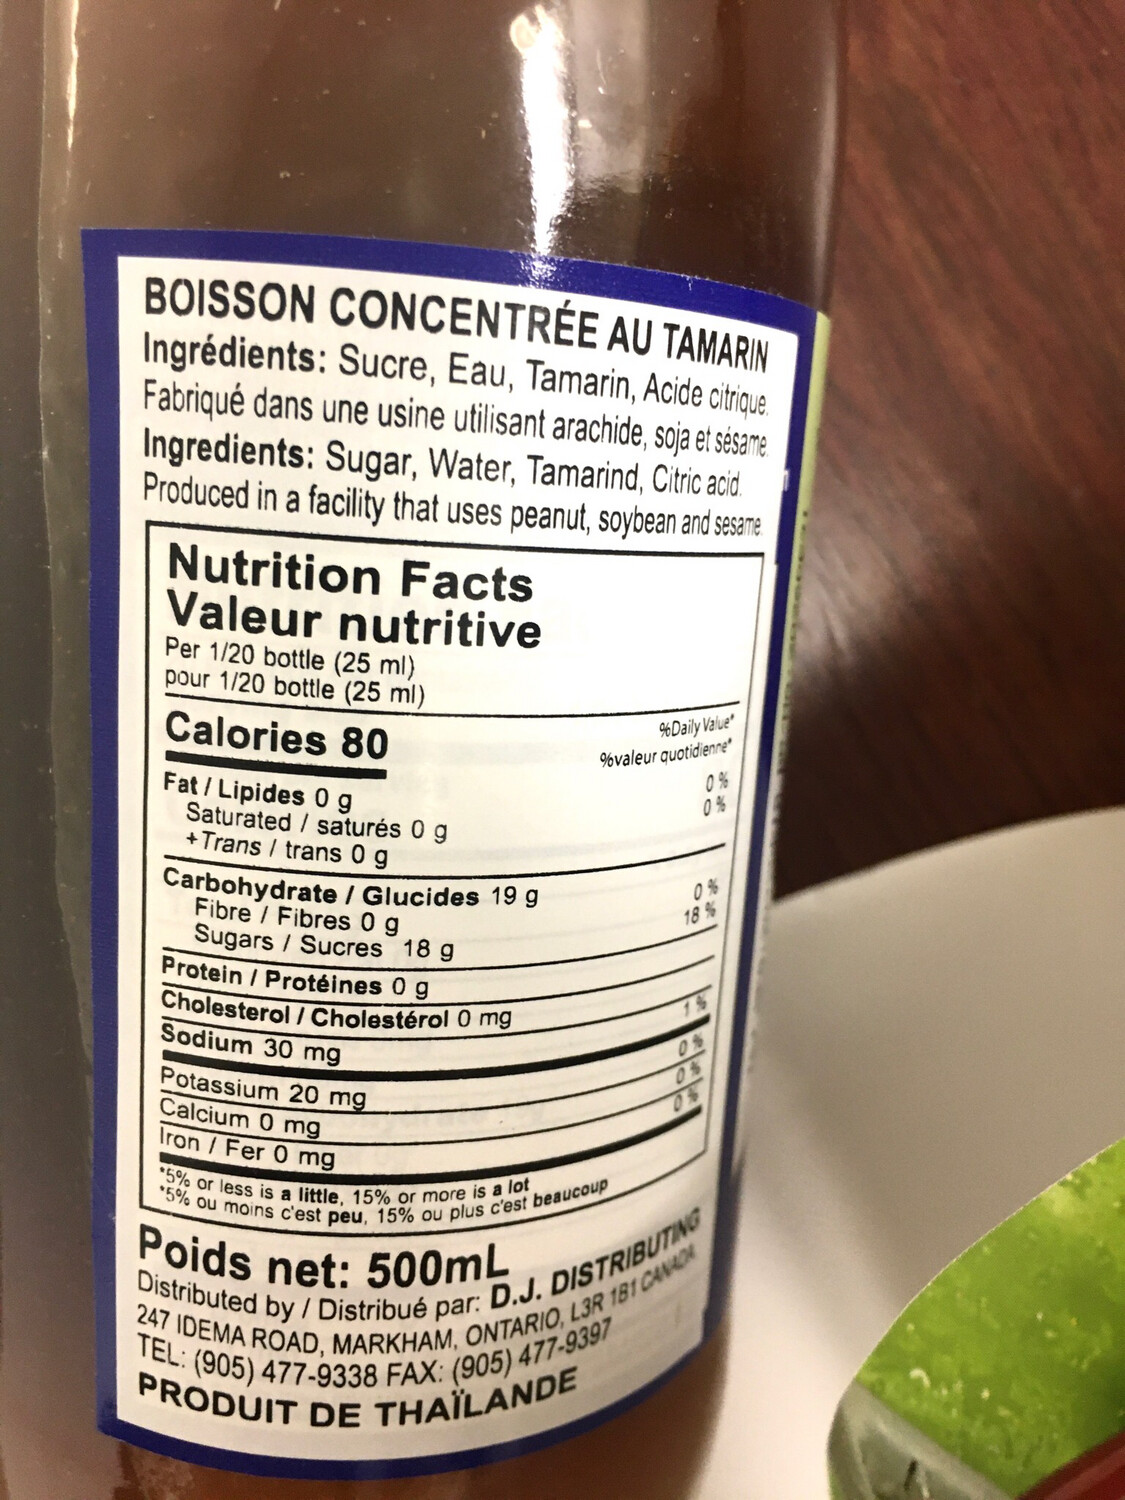 BOISSON CONCENTRÉE AU TAMARIN
Ingrédients: Sucre, Eau, Tamarin, Acide citrique.
Fabriqué dans une usine utilisant arachide, soja et sésame.
Ingredients: Sugar, Water, Tamarind, Citric acid.
Produced in a facility that uses peanut, soybean and sesame.
Nutrition Facts
Valeur nutritive
Per 1/20 bottle (25 ml)
pour 1/20 bottle (25 ml)
Calories 80
%Daily Value*
%valeur quotidienne*
Fat / Lipides 0 g 0 %
Saturated / saturés 0 g 0 %
+Trans / trans 0 g
Carbohydrate / Glucides 19 g
Fibre / Fibres 0 g 0 %
Sugars / Sucres 18 g 18 %
Protein / Protéines 0 g
Cholesterol / Cholestérol 0 mg
Sodium 30 mg 1 %
Potassium 20 mg 0 %
Calcium 0 mg 0 %
Iron / Fer 0 mg 0 %
*5% or less is a little, 15% or more is a lot
*5% ou moins c'est peu, 15% ou plus c'est beaucoup
Poids net: 500mL
Distributed by / Distribué par: D.J. DISTRIBUTING
247 IDEMA ROAD, MARKHAM, ONTARIO, L3R 1B1 CANADA
TEL: (905) 477-9338 FAX: (905) 477-9397
PRODUIT DE THAÏLANDE